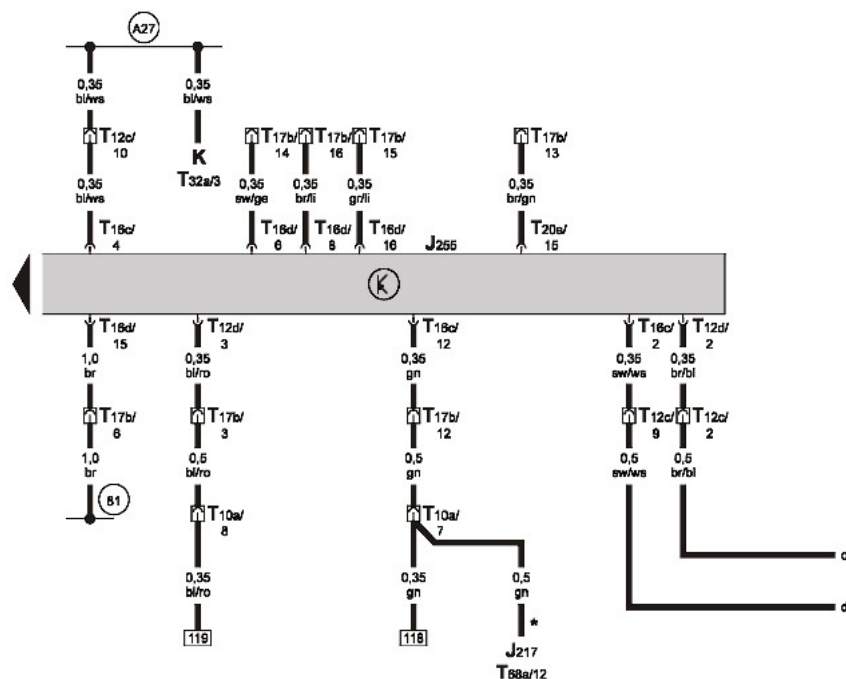 A27
0,35 0,35
bl/ws bl/ws
T12c/ T17b/ T17b/ T17b/ T17b/
10 14 16 15 13
K
T32a/3
0,35 0,35 0,35 0,35 0,35
bl/ws sw/ge br/li gr/li br/gn
T16c/ T16d/ T16d/ T16d/ J255 T20e/
4 6 8 16 15
T16d/ T12d/ T16c/ T16c/ T12d/
15 3 12 2 2
1,0 0,35 0,35 0,35 0,35
br bl/ro gn sw/ws br/bl
T17b/ T17b/ T17b/ T12c/ T12c/
6 3 12 9 2
1,0 0,5 0,5 0,5 0,5
br bl/ro gn sw/ws br/bl
81
T10a/ T10a/
8 7
c
0,35 0,35 0,5
bl/ro gn gn
d
*
119 118 J217
T68a/12